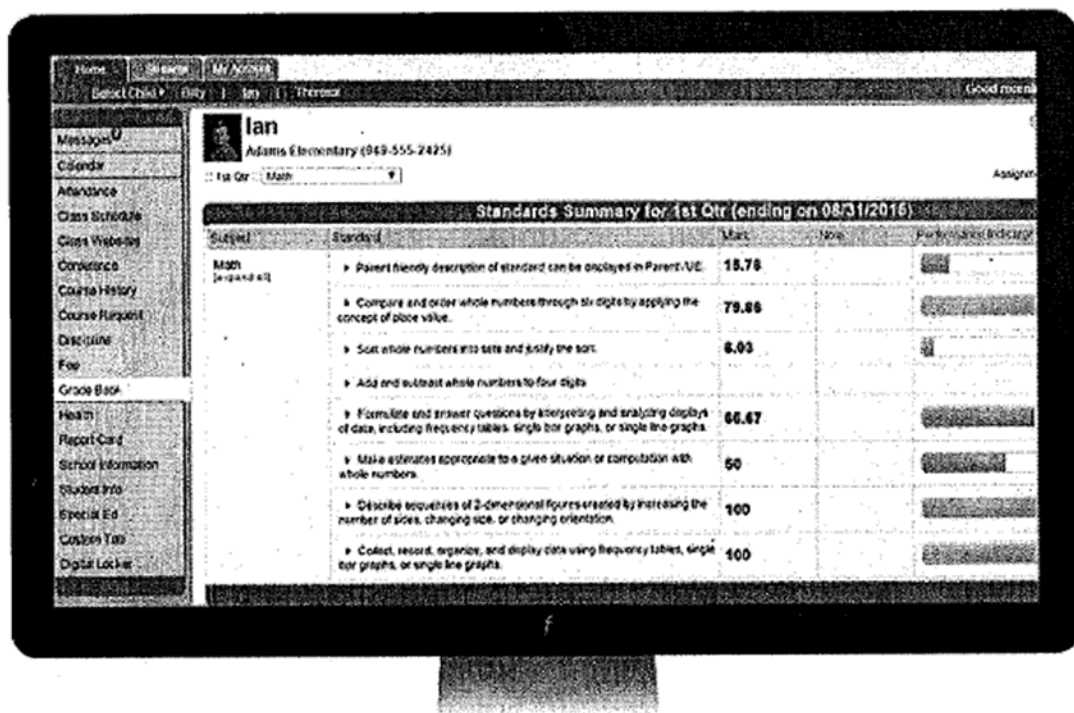 Home Streams My Account
Select Child Billy | Ian | Theresa
Good morni
Messages
Calendar
Attendance
Class Schedule
Class Websites
Conference
Course History
Course Request
Discipline
Fee
Grade Book
Health
Report Card
School Information
Student Info
Special Ed
Custom Tab
Digital Locker
Ian
Adams Elementary (949-555-2425)
1st Qtr Math
Assignm
Standards Summary for 1st Qtr (ending on 08/31/2015)
Subject Standard Mark Performance Indicator
Math
[expand all]
Parent friendly description of standard can be displayed in ParentVUE. 15.76
Compare and order whole numbers through six digits by applying the
concept of place value. 79.86
Sort whole numbers into sets and justify the sort. 6.03
Add and subtract whole numbers to four digits
Formulate and answer questions by interpreting and analyzing displays
of data, including frequency tables, single bar graphs, or single line graphs. 66.67
Make estimates appropriate to a given situation or computation with
whole numbers. 50
Describe sequences of 2-dimensional figures created by increasing the
number of sides, changing size, or changing orientation. 100
Collect, record, organize, and display data using frequency tables, single
bar graphs, or single line graphs. 100